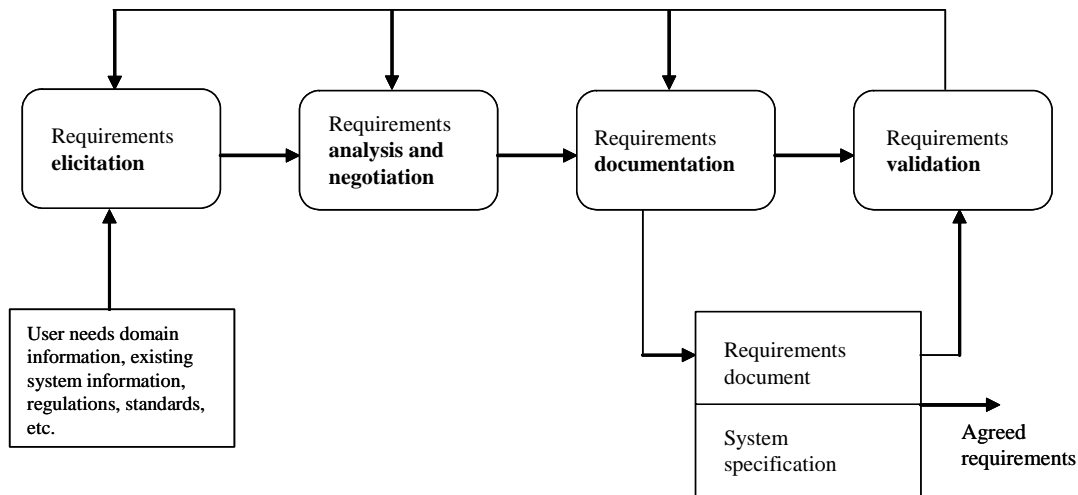 Requirements
elicitation
Requirements
analysis and
negotiation
Requirements
documentation
Requirements
validation
User needs domain
information, existing
system information,
regulations, standards,
etc.
Requirements
document
System
specification
Agreed
requirements